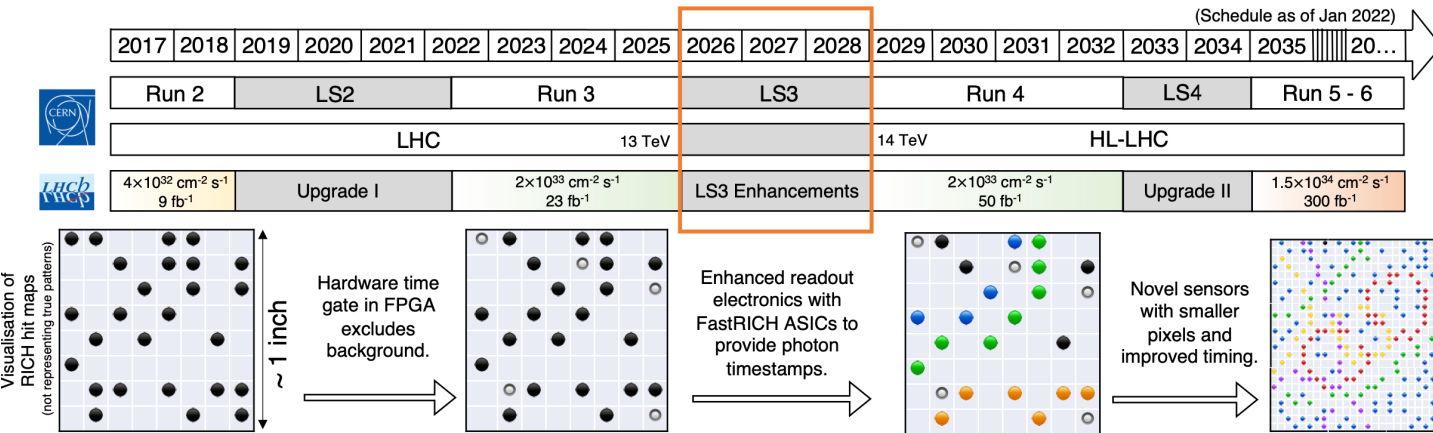 (Schedule as of Jan 2022)
2017 2018 2019 2020 2021 2022 2023 2024 2025 2026 2027 2028 2029 2030 2031 2032 2033 2034 2035 20…
CERN
Run 2 LS2 Run 3 LS3 Run 4 LS4 Run 5 - 6
LHC 13 TeV 14 TeV HL-LHC
LHCb
4×10³² cm⁻² s⁻¹
9 fb⁻¹
Upgrade I
2×10³³ cm⁻² s⁻¹
23 fb⁻¹
LS3 Enhancements
2×10³³ cm⁻² s⁻¹
50 fb⁻¹
Upgrade II
1.5×10³⁴ cm⁻² s⁻¹
300 fb⁻¹
Visualisation of
RICH hit maps
(not representing true patterns)
~ 1 inch
Hardware time
gate in FPGA
excludes
background.
Enhanced readout
electronics with
FastRICH ASICs to
provide photon
timestamps.
Novel sensors
with smaller
pixels and
improved timing.